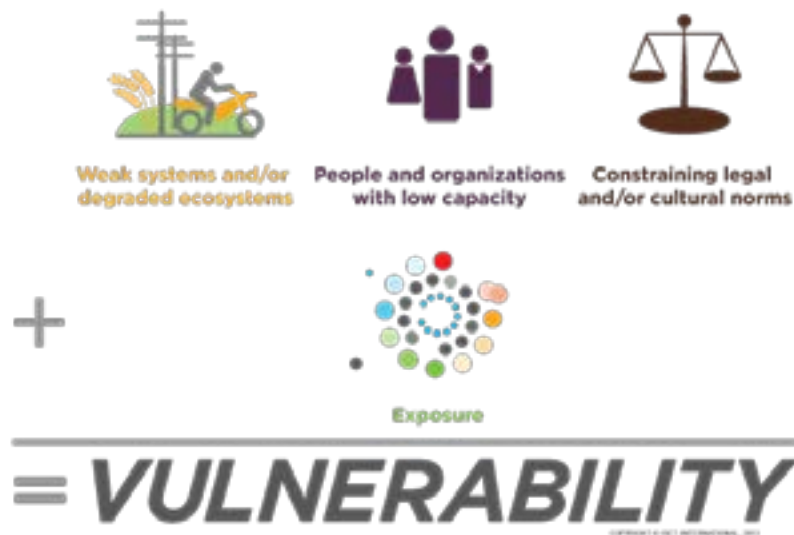 Weak systems and/or
degraded ecosystems
People and organizations
with low capacity
Constraining legal
and/or cultural norms
+
Exposure
= VULNERABILITY